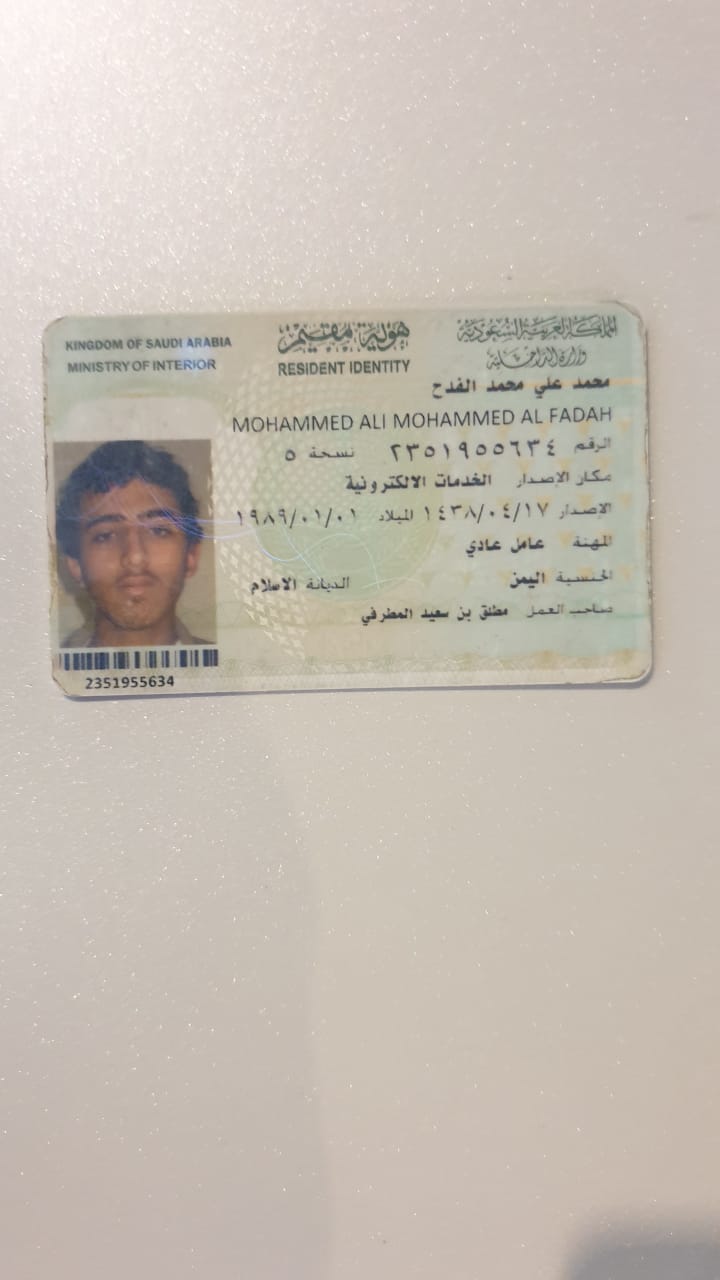 المملكة العربية السعودية
وزارة الداخلية
هوية مقيم
RESIDENT IDENTITY
KINGDOM OF SAUDI ARABIA
MINISTRY OF INTERIOR
محمد علي محمد الفدح
MOHAMMED ALI MOHAMMED AL FADAH
الرقم ٢٣٥١٩٥٥٦٣٤ نسخة ٥
مكان الإصدار الخدمات الالكترونية
الإصدار ١٤٣٨/٠٤/١٧ الميلاد ١٩٨٩/٠١/٠١
المهنة عامل عادي
الجنسية اليمن الديانة الاسلام
صاحب العمل مطلق بن سعيد المطرفي
2351955634